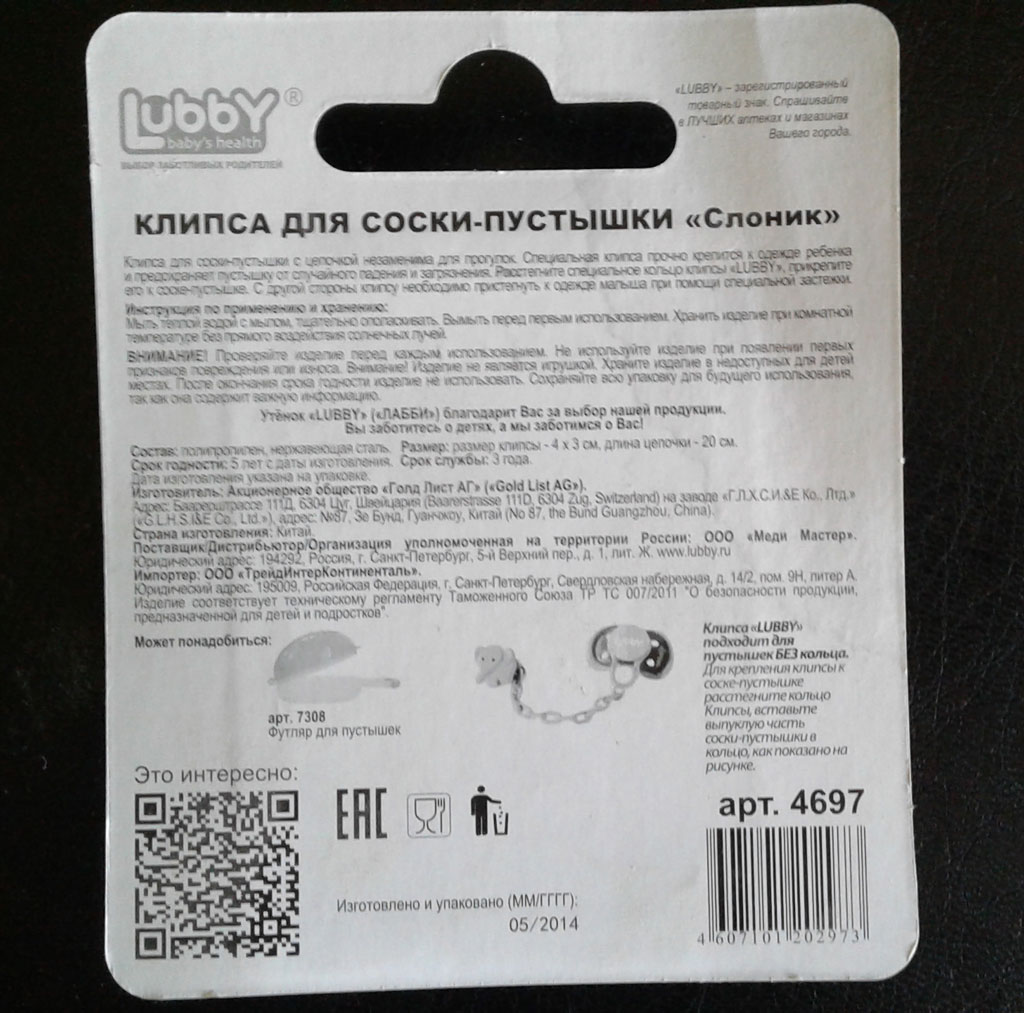 Lubby®
baby's health
ВЫБОР ЗАБОТЛИВЫХ РОДИТЕЛЕЙ
«LUBBY» – зарегистрированный
товарный знак. Спрашивайте
в ЛУЧШИХ аптеках и магазинах
Вашего города.
КЛИПСА ДЛЯ СОСКИ-ПУСТЫШКИ «Слоник»
Клипса для соски-пустышки с цепочкой незаменима для прогулок. Специальная клипса прочно крепится к одежде ребенка
и предохраняет пустышку от случайного падения и загрязнения. Расстегните специальное кольцо клипсы «LUBBY», прикрепите
его к соске-пустышке. С другой стороны клипсу необходимо пристегнуть к одежде малыша при помощи специальной застежки.
Инструкция по применению и хранению:
Мыть теплой водой с мылом, тщательно ополаскивать. Вымыть перед первым использованием. Хранить изделие при комнатной
температуре без прямого воздействия солнечных лучей.
ВНИМАНИЕ! Проверяйте изделие перед каждым использованием. Не используйте изделие при появлении первых
признаков повреждения или износа. Внимание! Изделие не является игрушкой. Храните изделие в недоступных для детей
местах. После окончания срока годности изделие не использовать. Сохраняйте всю упаковку для будущего использования,
так как она содержит важную информацию.
Утёнок «LUBBY» («ЛАББИ») благодарит Вас за выбор нашей продукции.
Вы заботитесь о детях, а мы заботимся о Вас!
Состав: полипропилен, нержавеющая сталь. Размер: размер клипсы - 4 х 3 см, длина цепочки - 20 см.
Срок годности: 5 лет с даты изготовления. Срок службы: 3 года.
Дата изготовления указана на упаковке.
Изготовитель: Акционерное общество «Голд Лист АГ» («Gold List AG»).
Адрес: Баарерштрассе 111Д, 6304 Цуг, Швейцария (Baarerstrasse 111D, 6304 Zug, Switzerland) на заводе «Г.Л.Х.С.И.&Е Ко., Лтд.»
(«G.L.H.S.I&E Co., Ltd.»), адрес: №87, Зе Бунд, Гуанчжоу, Китай (No 87, the Bund Guangzhou, China).
Страна изготовления: Китай.
Поставщик/Дистрибьютор/Организация уполномоченная на территории России: ООО «Меди Мастер».
Юридический адрес: 194292, Россия, г. Санкт-Петербург, 5-й Верхний пер., д. 1, лит. Ж. www.lubby.ru
Импортер: ООО «ТрейдИнтерКонтиненталь».
Юридический адрес: 195009, Российская Федерация, г. Санкт-Петербург, Свердловская набережная, д. 14/2, пом. 9Н, литер А.
Изделие соответствует техническому регламенту Таможенного Союза ТР ТС 007/2011 "О безопасности продукции,
предназначенной для детей и подростков".
Может понадобиться:
арт. 7308
Футляр для пустышек
Клипса «LUBBY»
подходит для
пустышек БЕЗ кольца.
Для крепления клипсы к
соске-пустышке
расстегните кольцо
Клипсы, вставьте
выпуклую часть
соски-пустышки в
кольцо, как показано на
рисунке.
Это интересно:
EAC
Изготовлено и упаковано (ММ/ГГГГ):
05/2014
арт. 4697
4 607101 202973